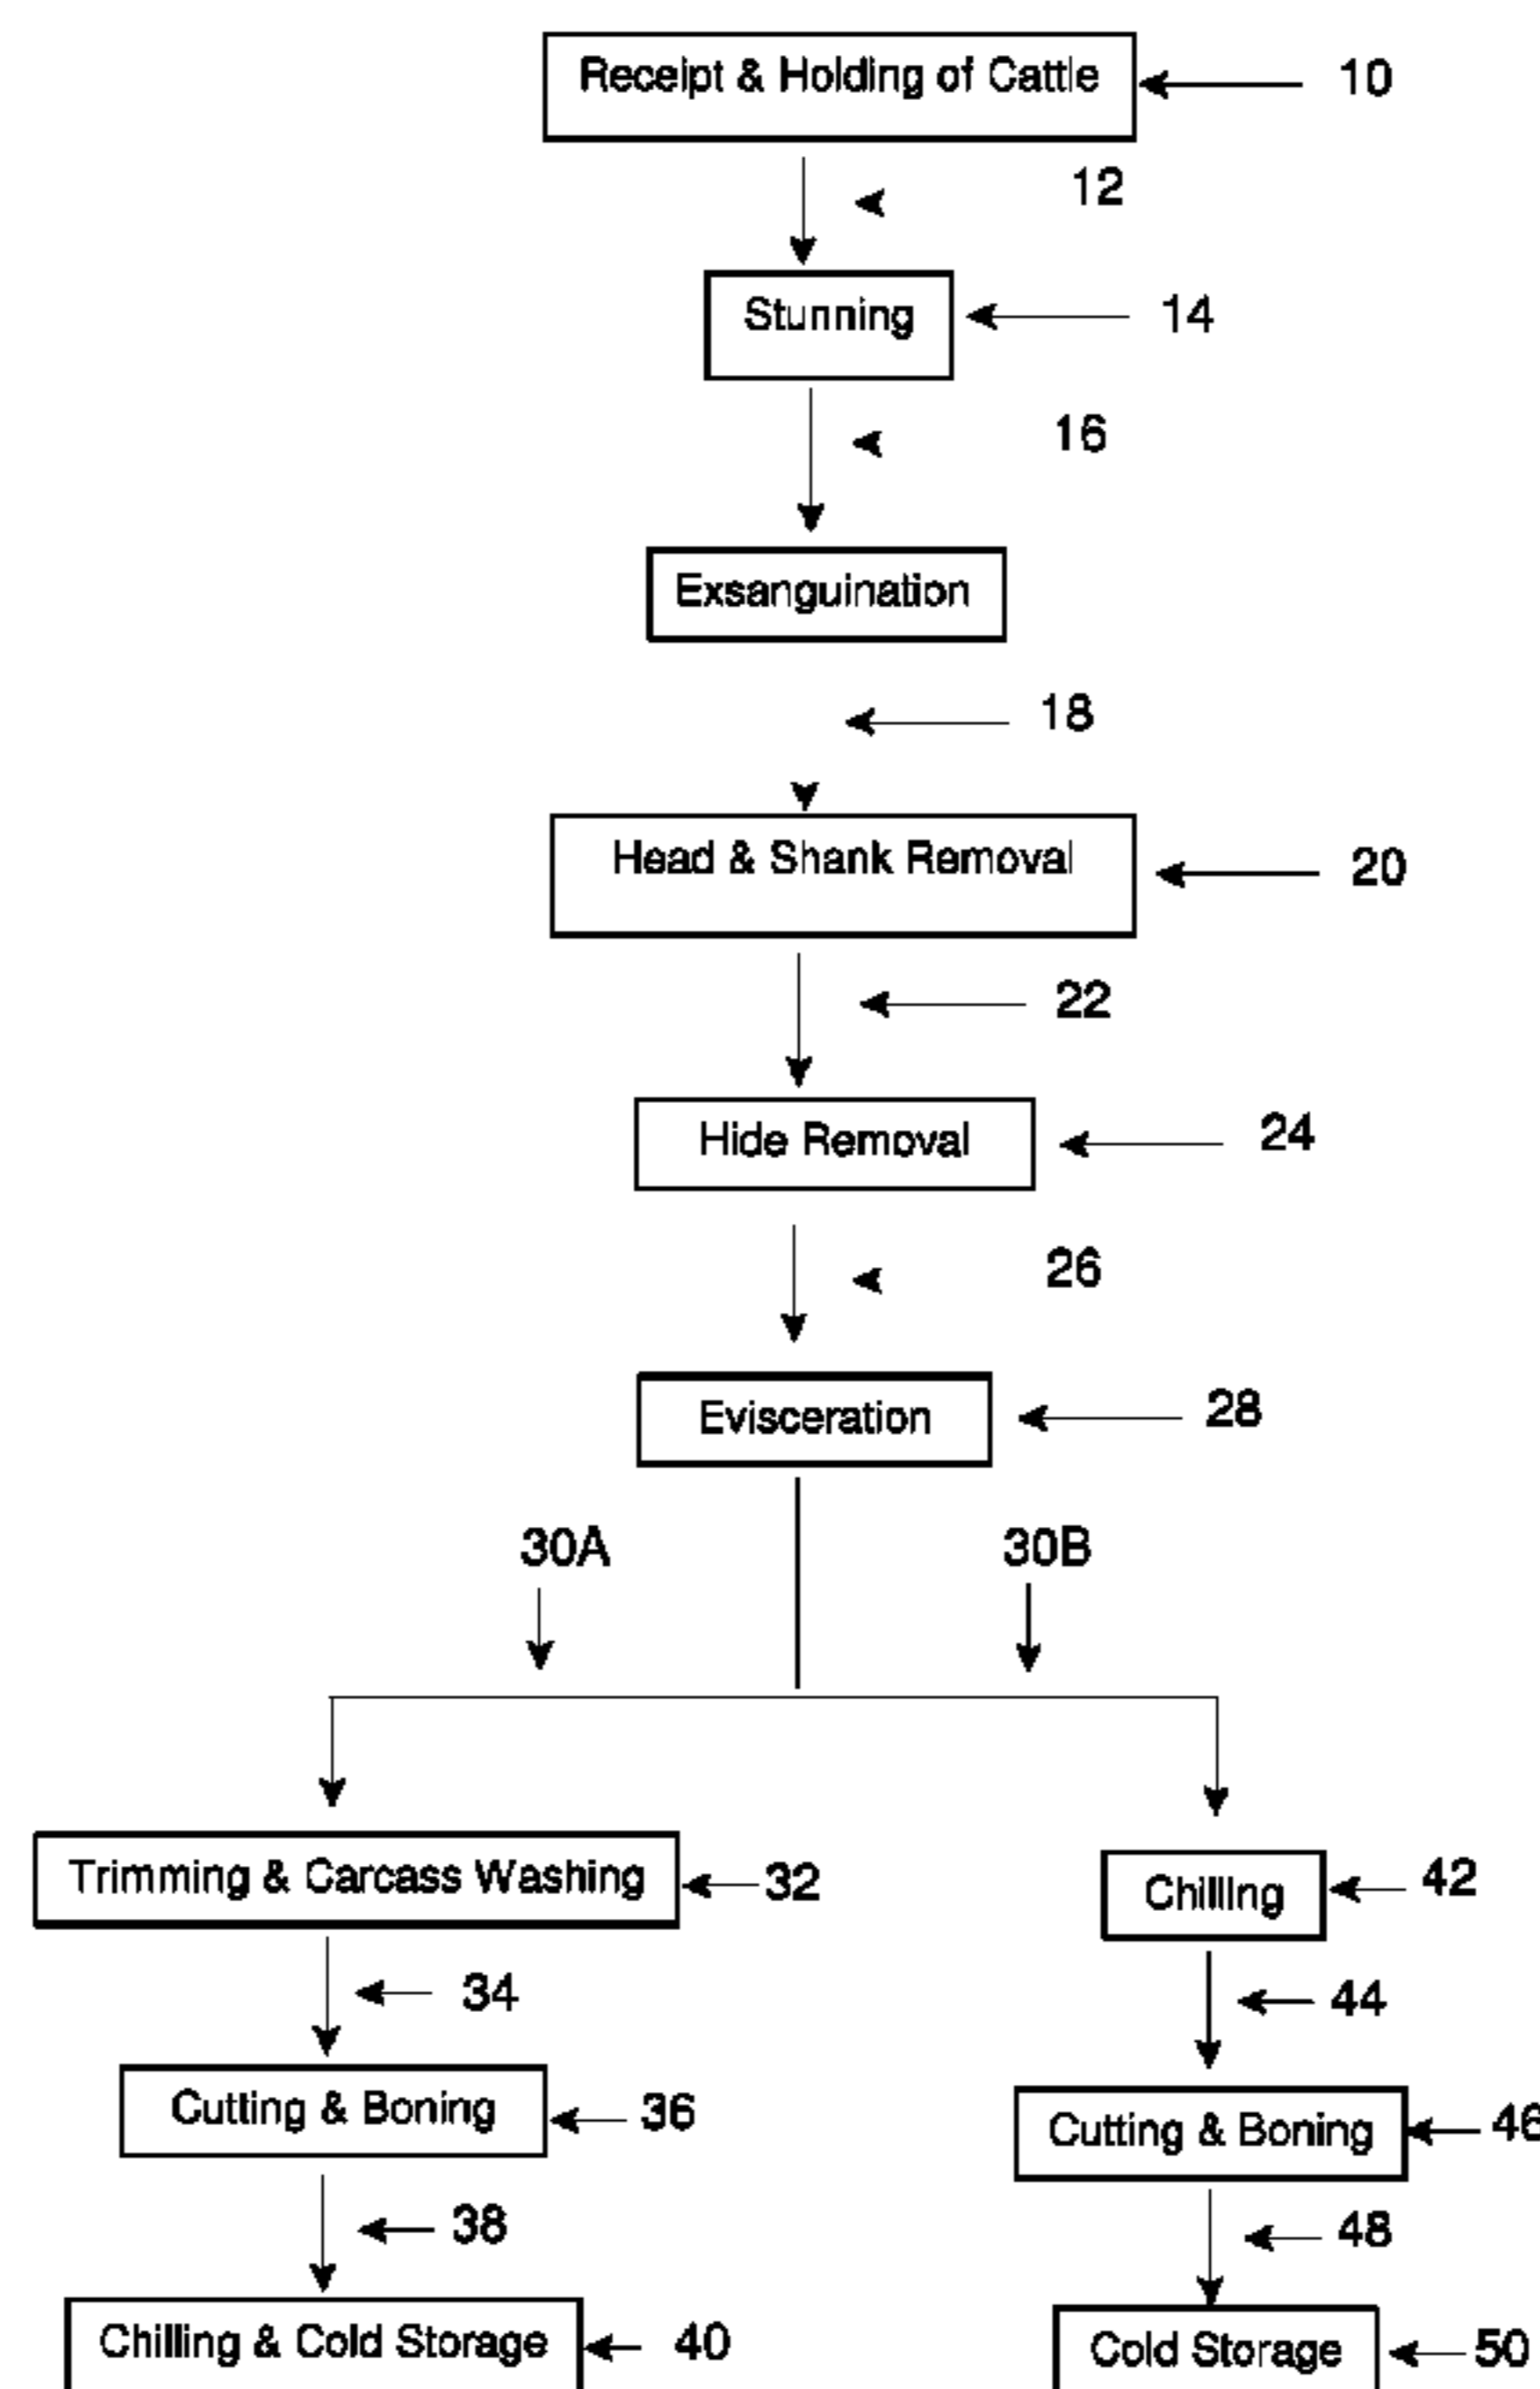 Receipt & Holding of Cattle
10
12
Stunning
14
16
Exsanguination
18
Head & Shank Removal
20
22
Hide Removal
24
26
Evisceration
28
30A
30B
Trimming & Carcass Washing
32
Chilling
42
34
44
Cutting & Boning
36
Cutting & Boning
46
38
48
Chilling & Cold Storage
40
Cold Storage
50